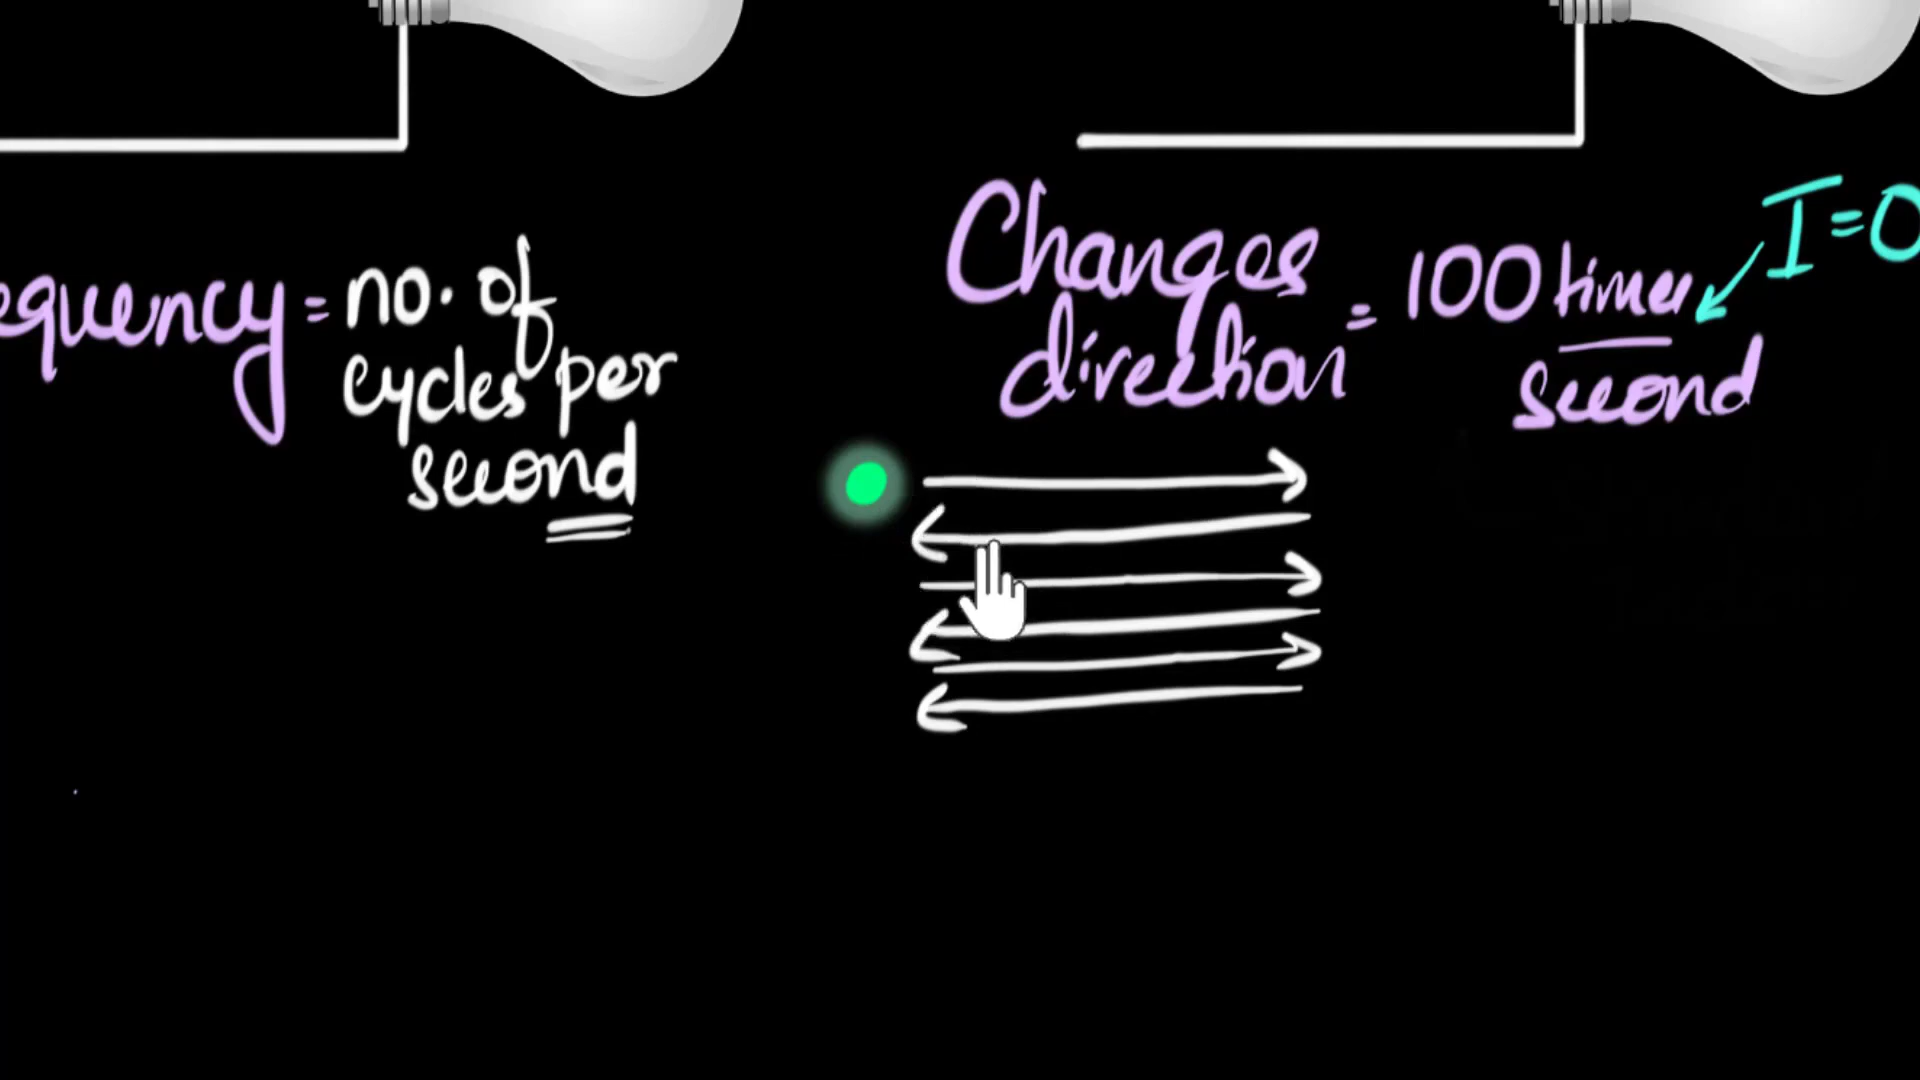 equency = no. of
cycles per
second
Changes
direction = 100 times
second
I=0